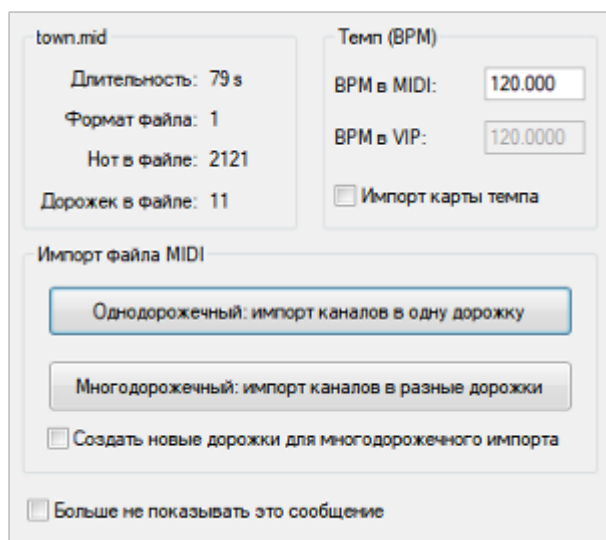 town.mid
Длительность: 79 s
Формат файла: 1
Нот в файле: 2121
Дорожек в файле: 11
Темп (BPM)
BPM в MIDI: 120.000
BPM в VIP: 120.0000
Импорт карты темпа
Импорт файла MIDI
Однодорожечный: импорт каналов в одну дорожку
Многодорожечный: импорт каналов в разные дорожки
Создать новые дорожки для многодорожечного импорта
Больше не показывать это сообщение